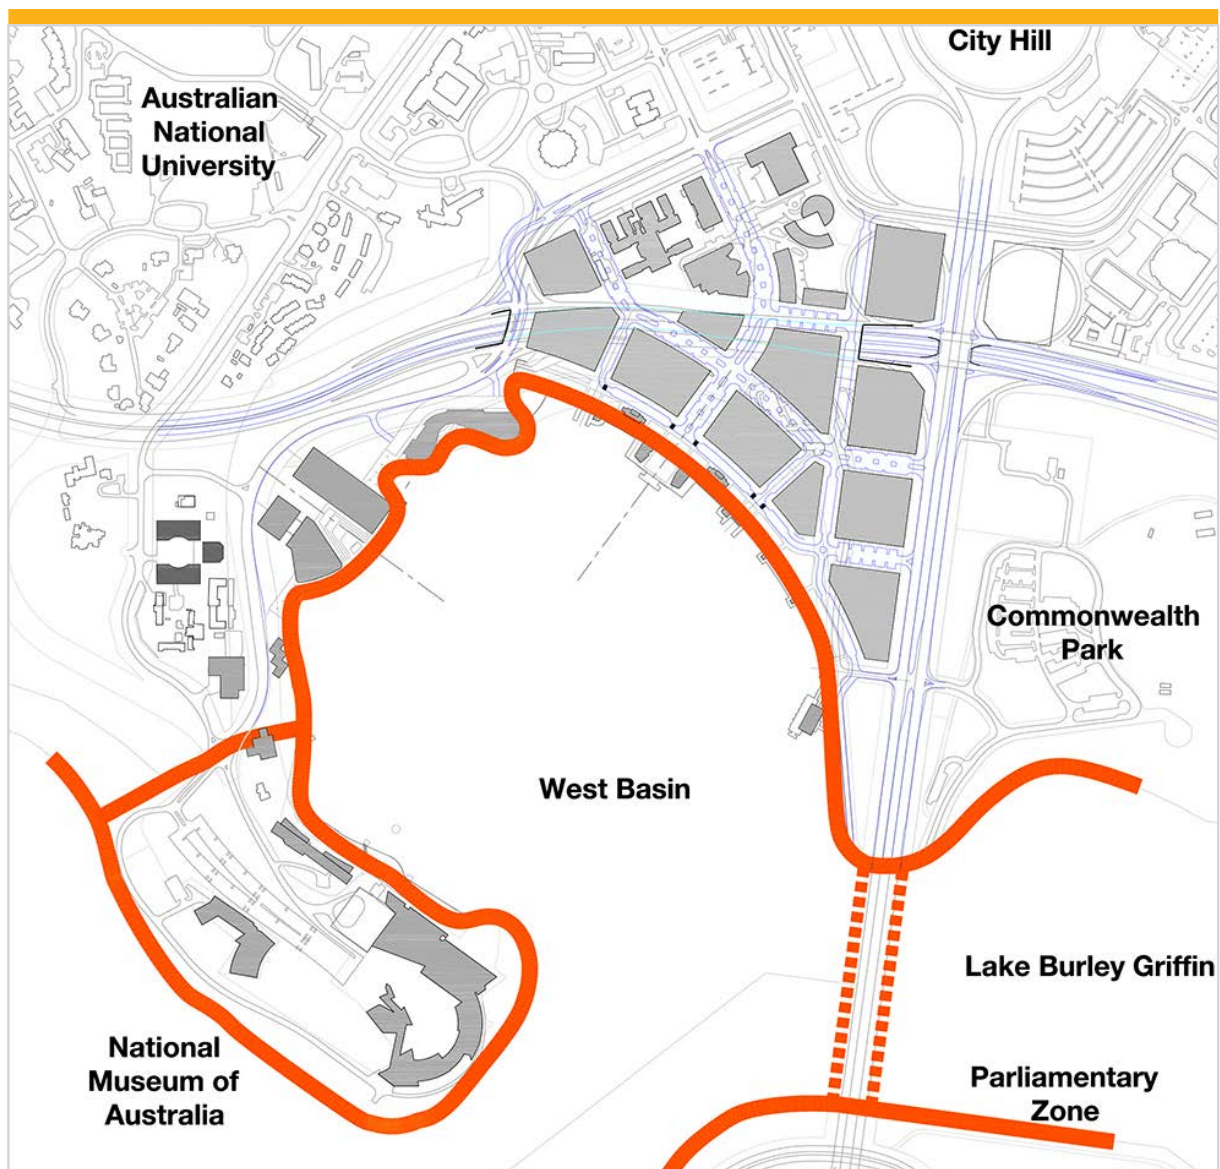 City Hill
Australian
National
University
Commonwealth
Park
West Basin
Lake Burley Griffin
National
Museum of
Australia
Parliamentary
Zone